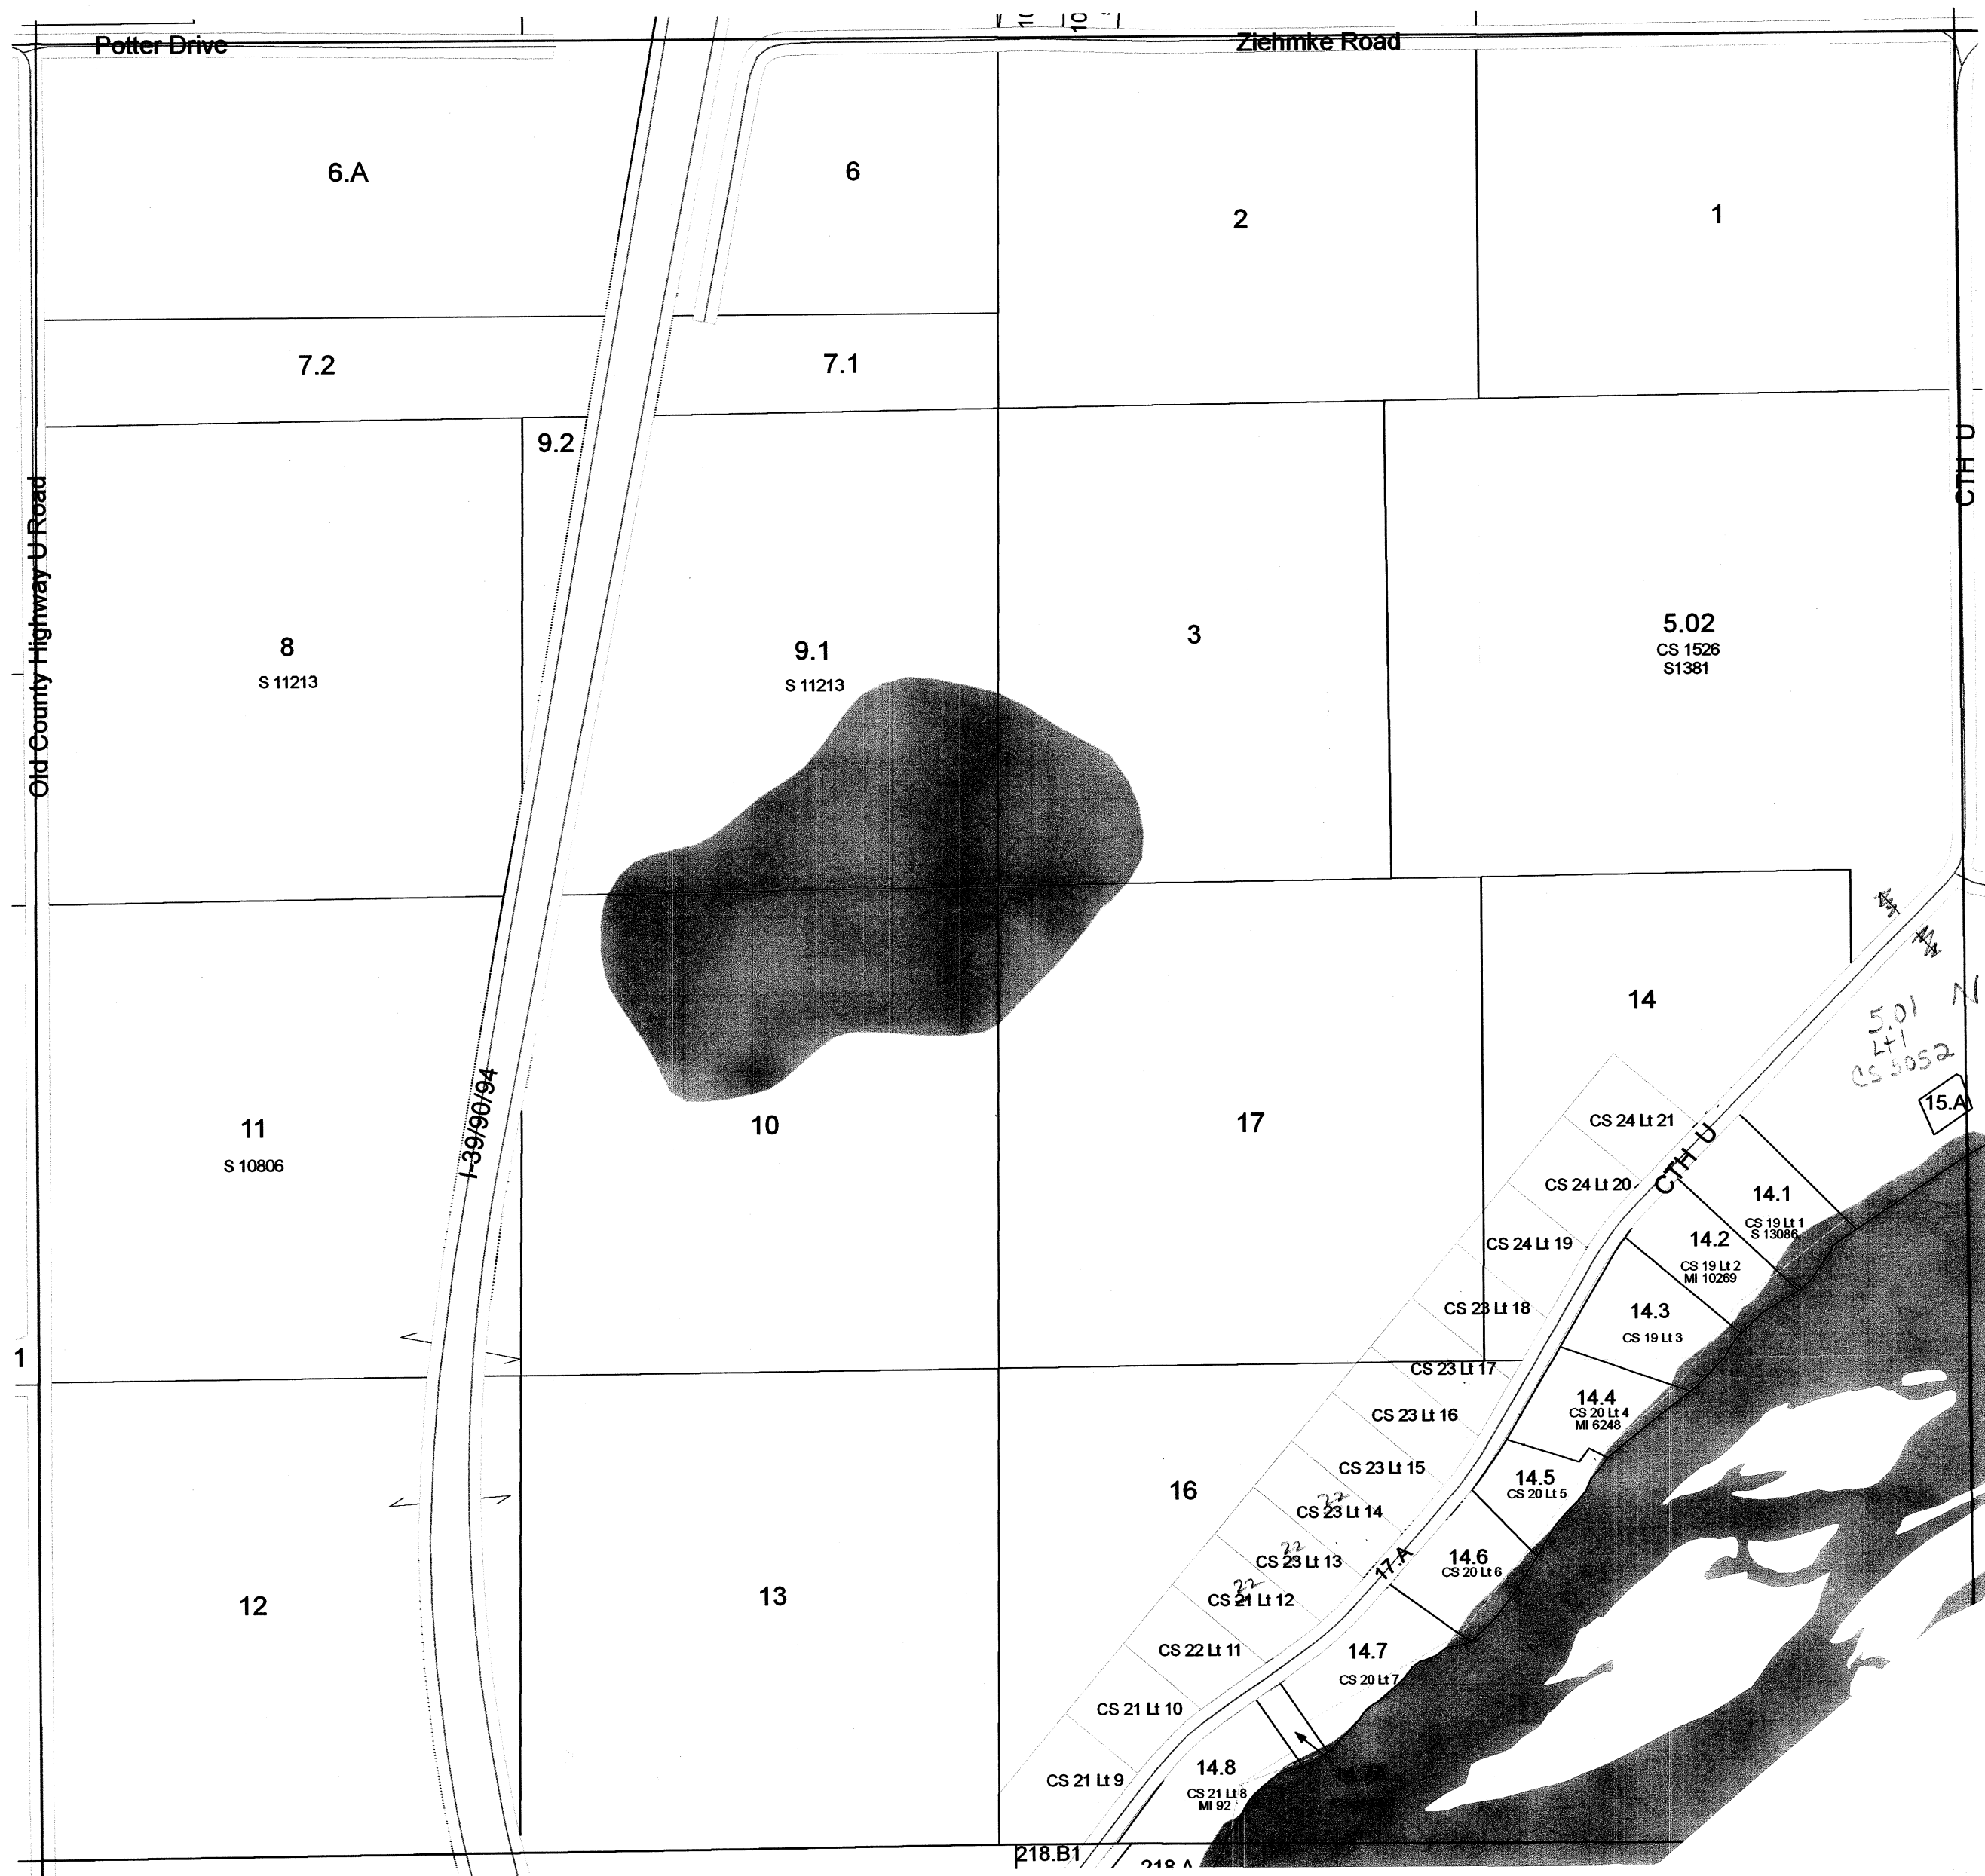 10
Potter Drive
Ziehmke Road
6.A
6
2
1
7.2
7.1
9.2
CTH U
Old County Highway U Road
8
S 11213
9.1
S 11213
3
5.02
CS 1526
S1381
14
5.01
Lt 1
CS 5052
N
15.A
I-39/90/94
11
S 10806
10
17
CS 24 Lt 21
CTH U
CS 24 Lt 20
14.1
CS 19 Lt 1
S 13086
CS 24 Lt 19
14.2
CS 19 Lt 2
MI 10269
CS 23 Lt 18
14.3
CS 19 Lt 3
1
CS 23 Lt 17
14.4
CS 20 Lt 4
MI 6248
CS 23 Lt 16
CS 23 Lt 15
14.5
CS 20 Lt 5
16
22
CS 23 Lt 14
22
CS 23 Lt 13
17.A
14.6
CS 20 Lt 6
22
CS 21 Lt 12
12
13
CS 22 Lt 11
14.7
CS 20 Lt 7
CS 21 Lt 10
CS 21 Lt 9
14.8
CS 21 Lt 8
MI 92
218.B1
218.A